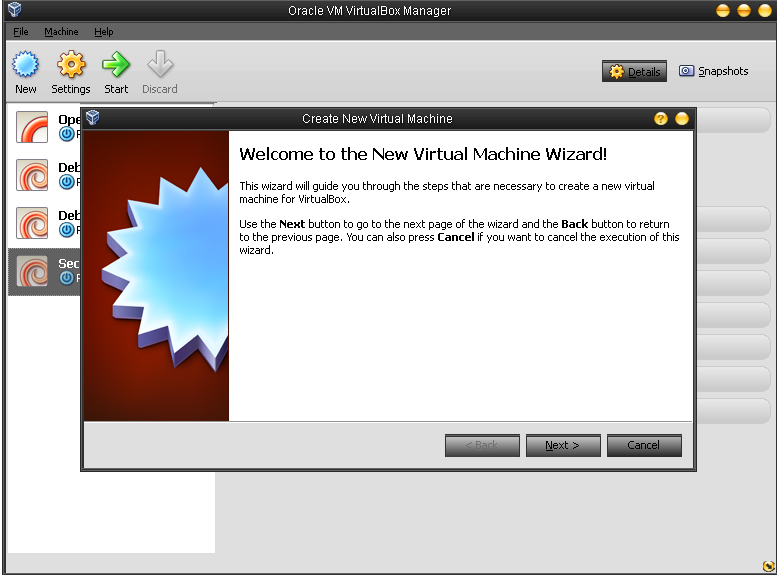 Oracle VM VirtualBox Manager
File Machine Help
New Settings Start Discard
Details Snapshots
Ope
Deb
Deb
Sec
Create New Virtual Machine
Welcome to the New Virtual Machine Wizard!
This wizard will guide you through the steps that are necessary to create a new virtual
machine for VirtualBox.
Use the Next button to go to the next page of the wizard and the Back button to return
to the previous page. You can also press Cancel if you want to cancel the execution of this
wizard.
< Back Next > Cancel